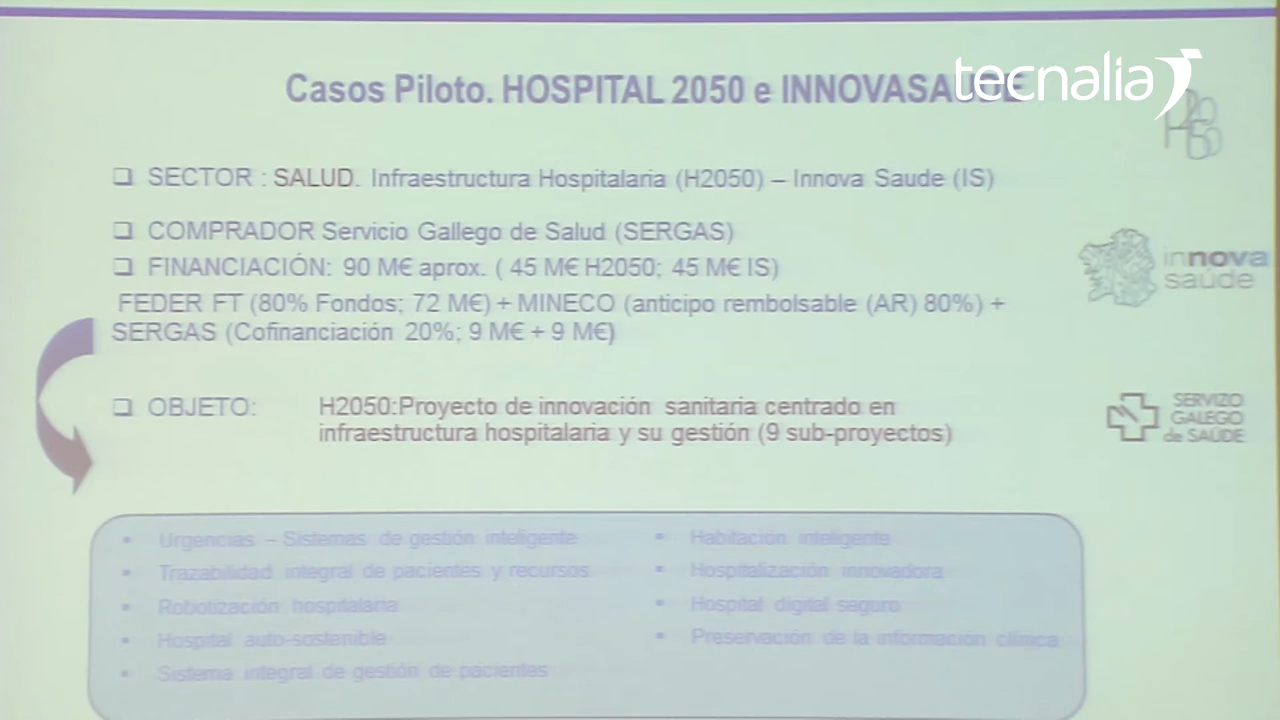 tecnalia
Casos Piloto. HOSPITAL 2050 e INNOVASAUDE
H2050
SECTOR : SALUD. Infraestructura Hospitalaria (H2050) – Innova Saude (IS)
COMPRADOR Servicio Gallego de Salud (SERGAS)
FINANCIACIÓN: 90 M€ aprox. ( 45 M€ H2050; 45 M€ IS)
innova
saúde
FEDER FT (80% Fondos; 72 M€) + MINECO (anticipo rembolsable (AR) 80%) +
SERGAS (Cofinanciación 20%; 9 M€ + 9 M€)
OBJETO: H2050:Proyecto de innovación sanitaria centrado en
infraestructura hospitalaria y su gestión (9 sub-proyectos)
SERVIZO
GALEGO
de SAÚDE
Urgencias – Sistemas de gestión inteligente
Trazabilidad integral de pacientes y recursos
Robotización hospitalaria
Hospital auto-sostenible
Sistema integral de gestión de pacientes
Habitación inteligente
Hospitalización innovadora
Hospital digital seguro
Preservación de la información clínica